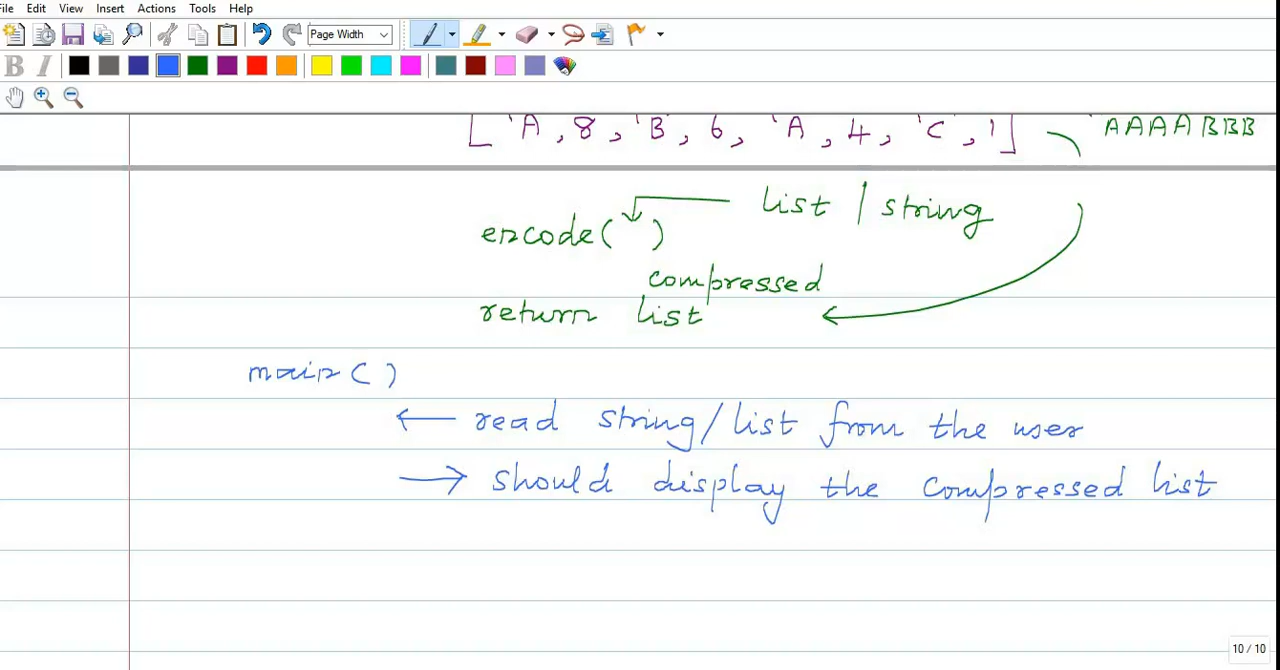 File Edit View Insert Actions Tools Help
Page Width
B I
['A, 8, 'B, 6, 'A, 4, 'C, 1] AAAABBB
list / string
encode( )
compressed
return list
main()
← read string/list from the user
→ should display the compressed list
10 / 10